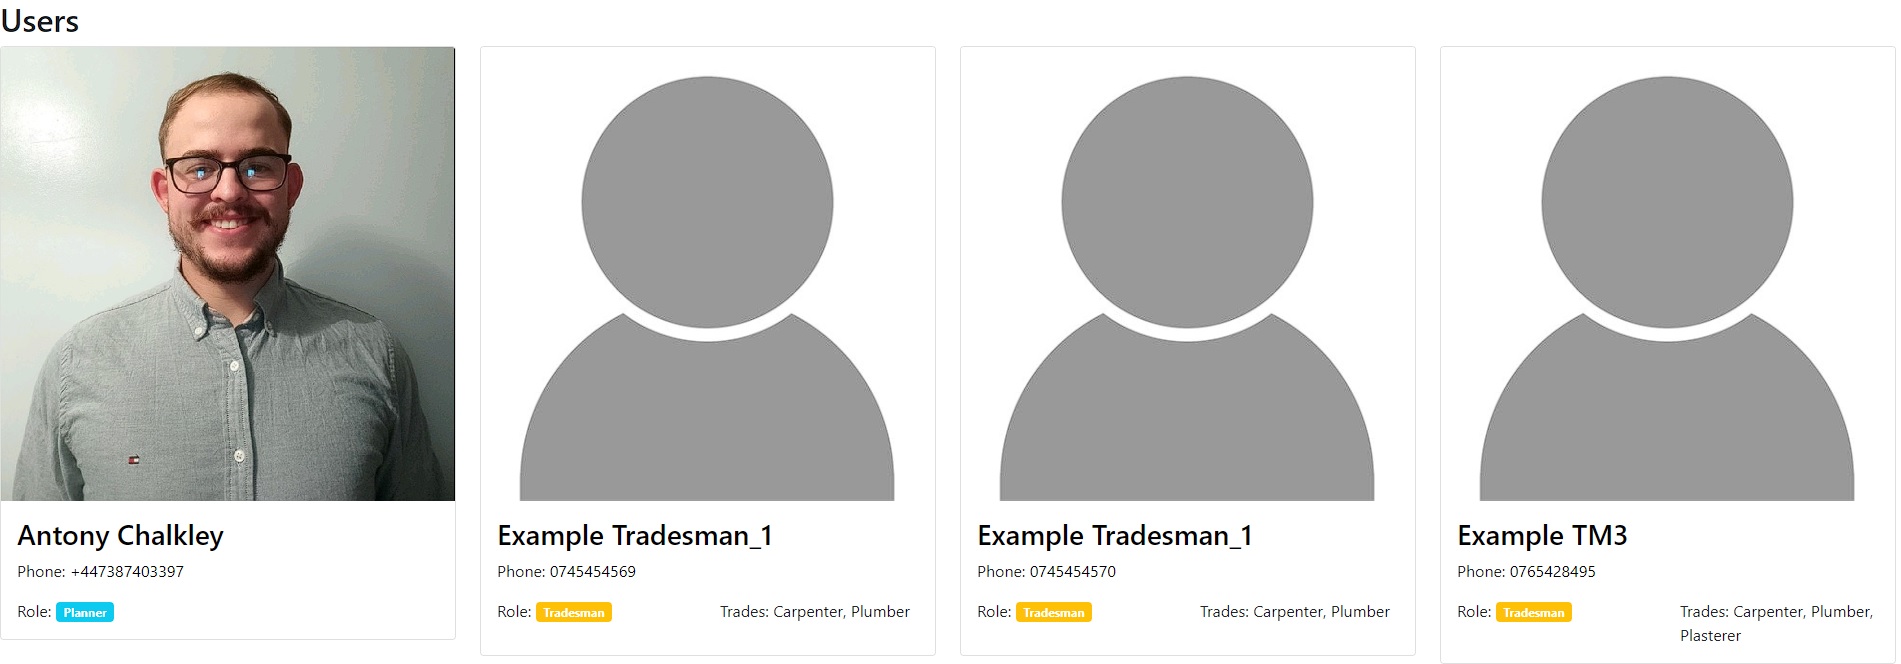 Users
Antony Chalkley
Phone: +447387403397
Role: Planner
Example Tradesman_1
Phone: 0745454569
Role: Tradesman
Trades: Carpenter, Plumber
Example Tradesman_1
Phone: 0745454570
Role: Tradesman
Trades: Carpenter, Plumber
Example TM3
Phone: 0765428495
Role: Tradesman
Trades: Carpenter, Plumber,
Plasterer